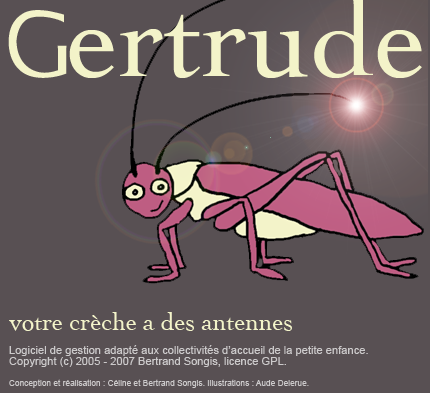 Gertrude
votre crèche a des antennes
Logiciel de gestion adapté aux collectivités d'accueil de la petite enfance.
Copyright (c) 2005 - 2007 Bertrand Songis, licence GPL.
Conception et réalisation : Céline et Bertrand Songis. Illustrations : Aude Delerue.